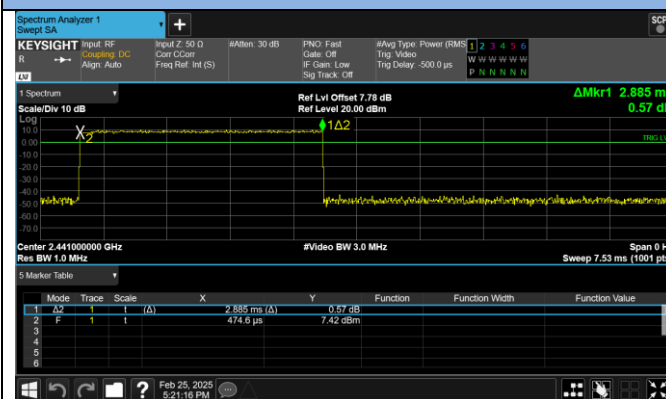 Spectrum Analyzer 1
Swept SA
+
KEYSIGHT
R
LXI
Input: RF
Coupling: DC
Align: Auto
Input Z: 50 Ω
Corr CCorr
Freq Ref: Int (S)
#Atten: 30 dB
PNO: Fast
Gate: Off
IF Gain: Low
Sig Track: Off
#Avg Type: Power (RMS
Trig: Video
Trig Delay: -500.0 µs
1 2 3 4 5 6
W W W W W W
P N N N N N
1 Spectrum
Scale/Div 10 dB
Ref Lvl Offset 7.78 dB
Ref Level 20.00 dBm
ΔMkr1 2.885 m
0.57 d
Log
10.0
0.00
-20.0
-30.0
-40.0
-50.0
-60.0
-70.0
X2
1Δ2
Center 2.441000000 GHz
Res BW 1.0 MHz
#Video BW 3.0 MHz
Span 0 H
Sweep 7.53 ms (1001 pts
5 Marker Table
Mode Trace Scale X Y Function Function Width Function Value
1 Δ2 1 t (Δ) 2.885 ms (Δ) 0.57 dB
2 F 1 t 474.6 µs 7.42 dBm
3
4
5
6
?
Feb 25, 2025
5:21:16 PM